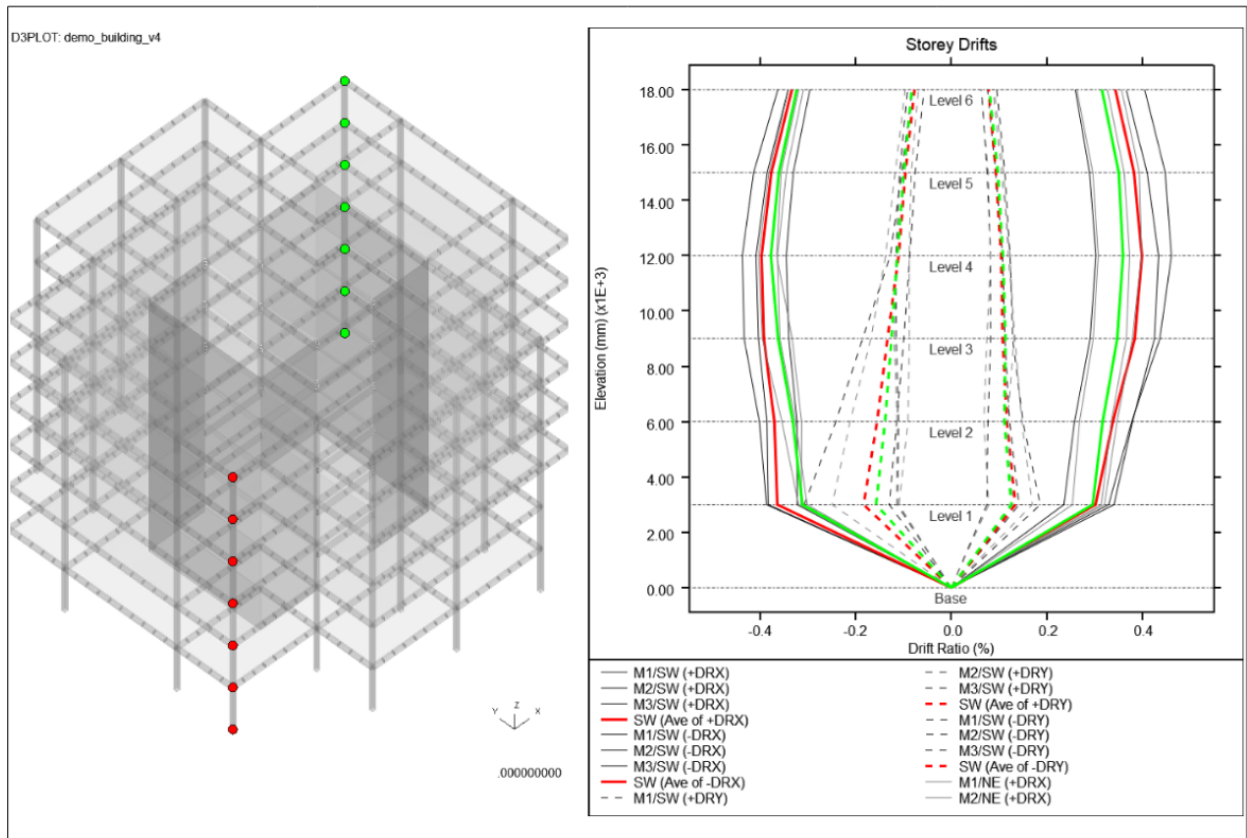 D3PLOT: demo_building_v4
Y Z X
.000000000
Storey Drifts
Elevation (mm) (x1E+3)
18.00
16.00
14.00
12.00
10.00
8.00
6.00
4.00
2.00
0.00
Level 6
Level 5
Level 4
Level 3
Level 2
Level 1
Base
-0.4 -0.2 0.0 0.2 0.4
Drift Ratio (%)
M1/SW (+DRX)
M2/SW (+DRX)
M3/SW (+DRX)
SW (Ave of +DRX)
M1/SW (-DRX)
M2/SW (-DRX)
M3/SW (-DRX)
SW (Ave of -DRX)
M1/SW (+DRY)
M2/SW (+DRY)
M3/SW (+DRY)
SW (Ave of +DRY)
M1/SW (-DRY)
M2/SW (-DRY)
M3/SW (-DRY)
SW (Ave of -DRY)
M1/NE (+DRX)
M2/NE (+DRX)